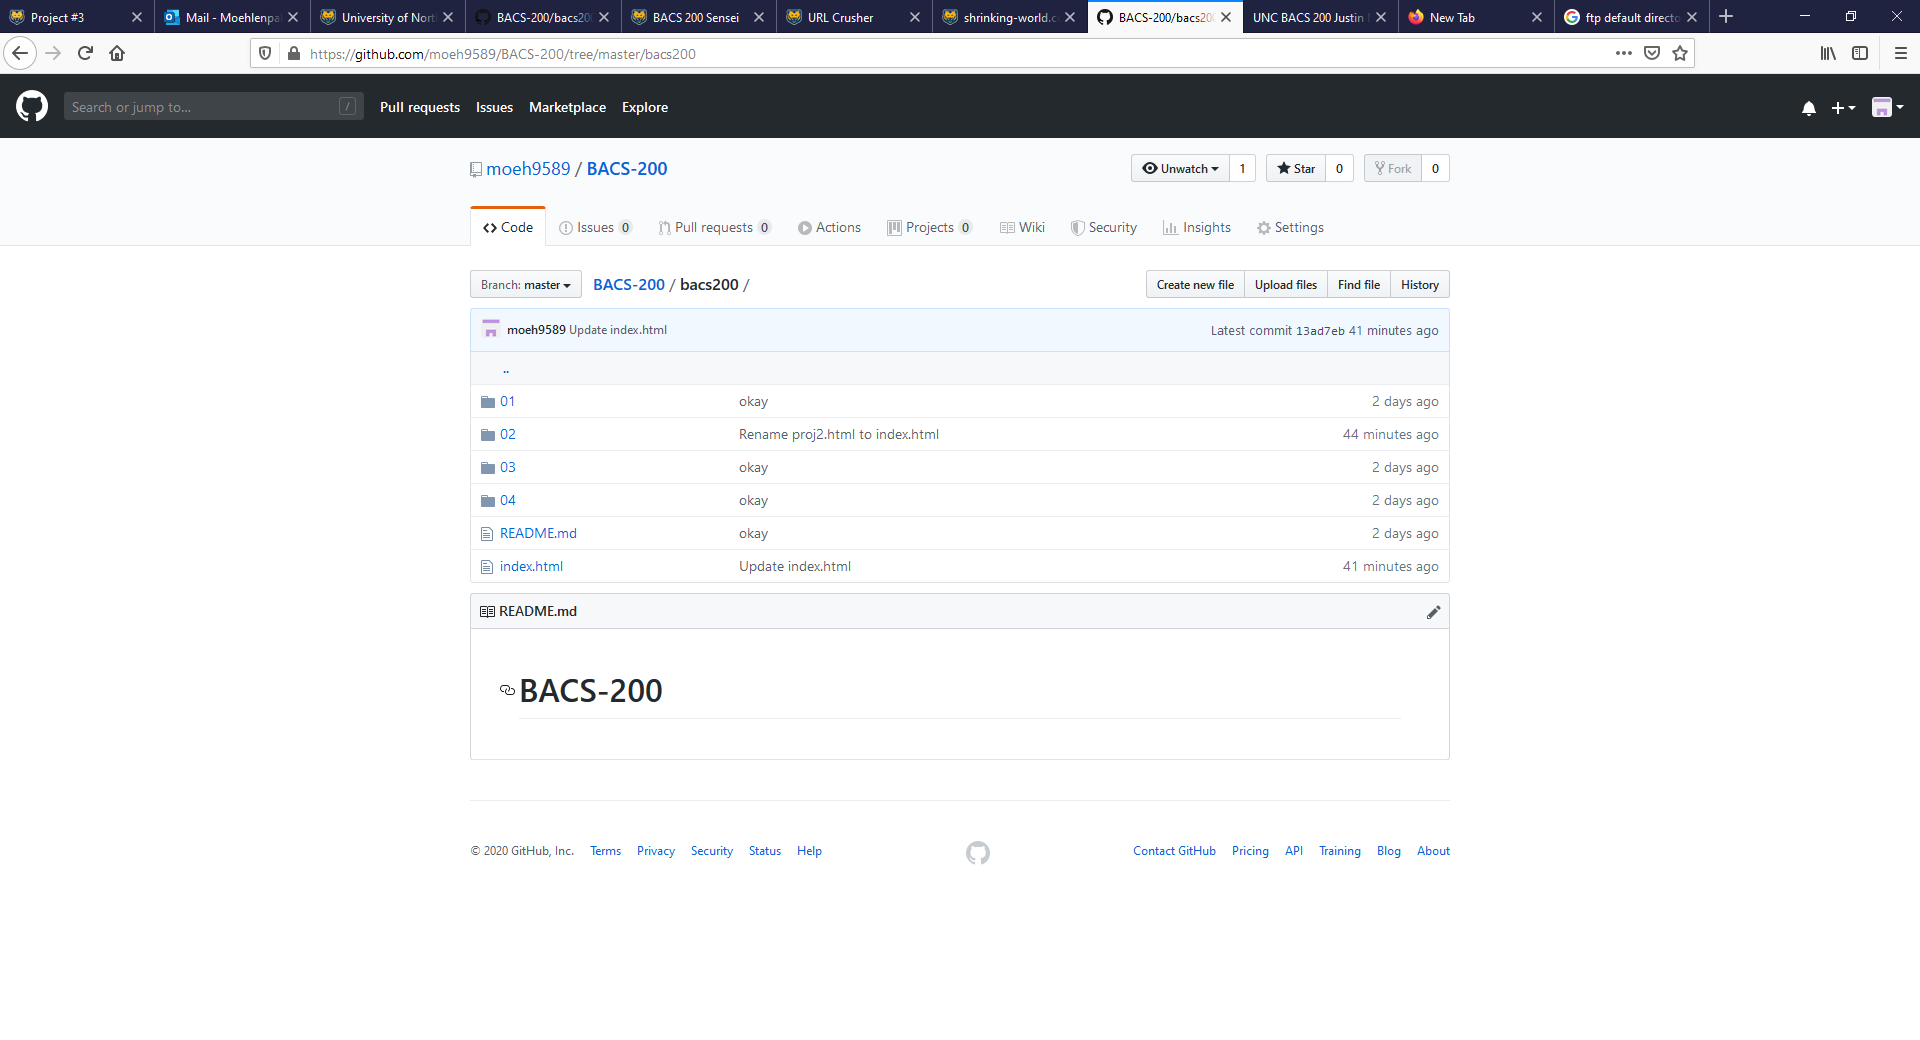 Project #3 Mail - Moehlenpa University of Nort BACS-200/bacs20 BACS 200 Sensei URL Crusher shrinking-world.c BACS-200/bacs200 UNC BACS 200 Justin New Tab ftp default directo
https://github.com/moeh9589/BACS-200/tree/master/bacs200
Search or jump to... / Pull requests Issues Marketplace Explore
moeh9589 / BACS-200 Unwatch 1 Star 0 Fork 0
Code Issues 0 Pull requests 0 Actions Projects 0 Wiki Security Insights Settings
Branch: master BACS-200 / bacs200 / Create new file Upload files Find file History
moeh9589 Update index.html Latest commit 13ad7eb 41 minutes ago
..
01 okay 2 days ago
02 Rename proj2.html to index.html 44 minutes ago
03 okay 2 days ago
04 okay 2 days ago
README.md okay 2 days ago
index.html Update index.html 41 minutes ago
README.md
BACS-200
© 2020 GitHub, Inc. Terms Privacy Security Status Help Contact GitHub Pricing API Training Blog About